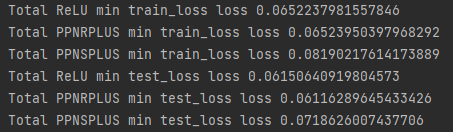 Total ReLU min train_loss loss 0.0652237981557846
Total PPNRPLUS min train_loss loss 0.06523950397968292
Total PPNSPLUS min train_loss loss 0.08190217614173889
Total ReLU min test_loss loss 0.06150640919804573
Total PPNRPLUS min test_loss loss 0.06116289645433426
Total PPNSPLUS min test_loss loss 0.0718626007437706